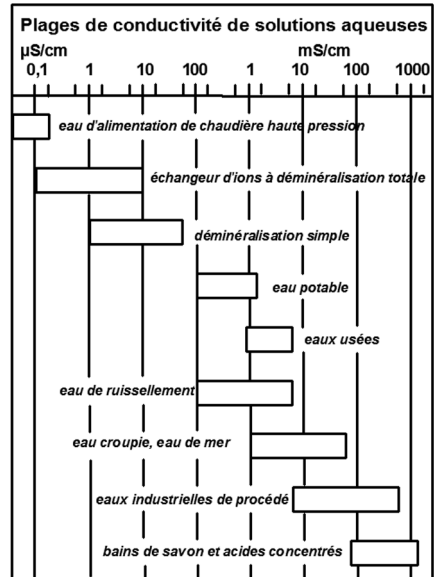 Plages de conductivité de solutions aqueuses
µS/cm mS/cm
0,1 1 10 100 1 10 100 1000
eau d'alimentation de chaudière haute pression
échangeur d'ions à déminéralisation totale
déminéralisation simple
eau potable
eaux usées
eau de ruissellement
eau croupie, eau de mer
eaux industrielles de procédé
bains de savon et acides concentrés